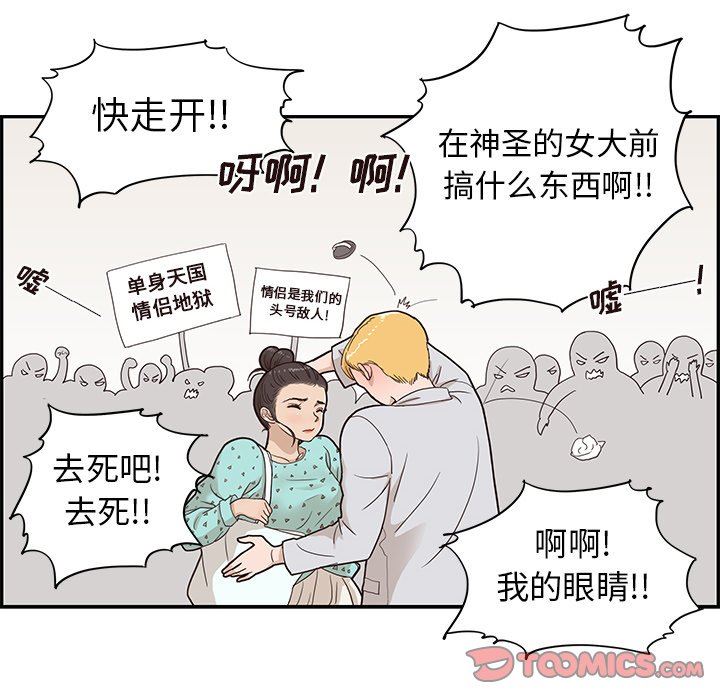 快走开!!
在神圣的女大前
搞什么东西啊!!
呀啊! 啊!
嘘
单身天国
情侣地狱
情侣是我们的
头号敌人!
嘘 !
去死吧!
去死!!
啊啊!
我的眼睛!!
TOOMICS.COM